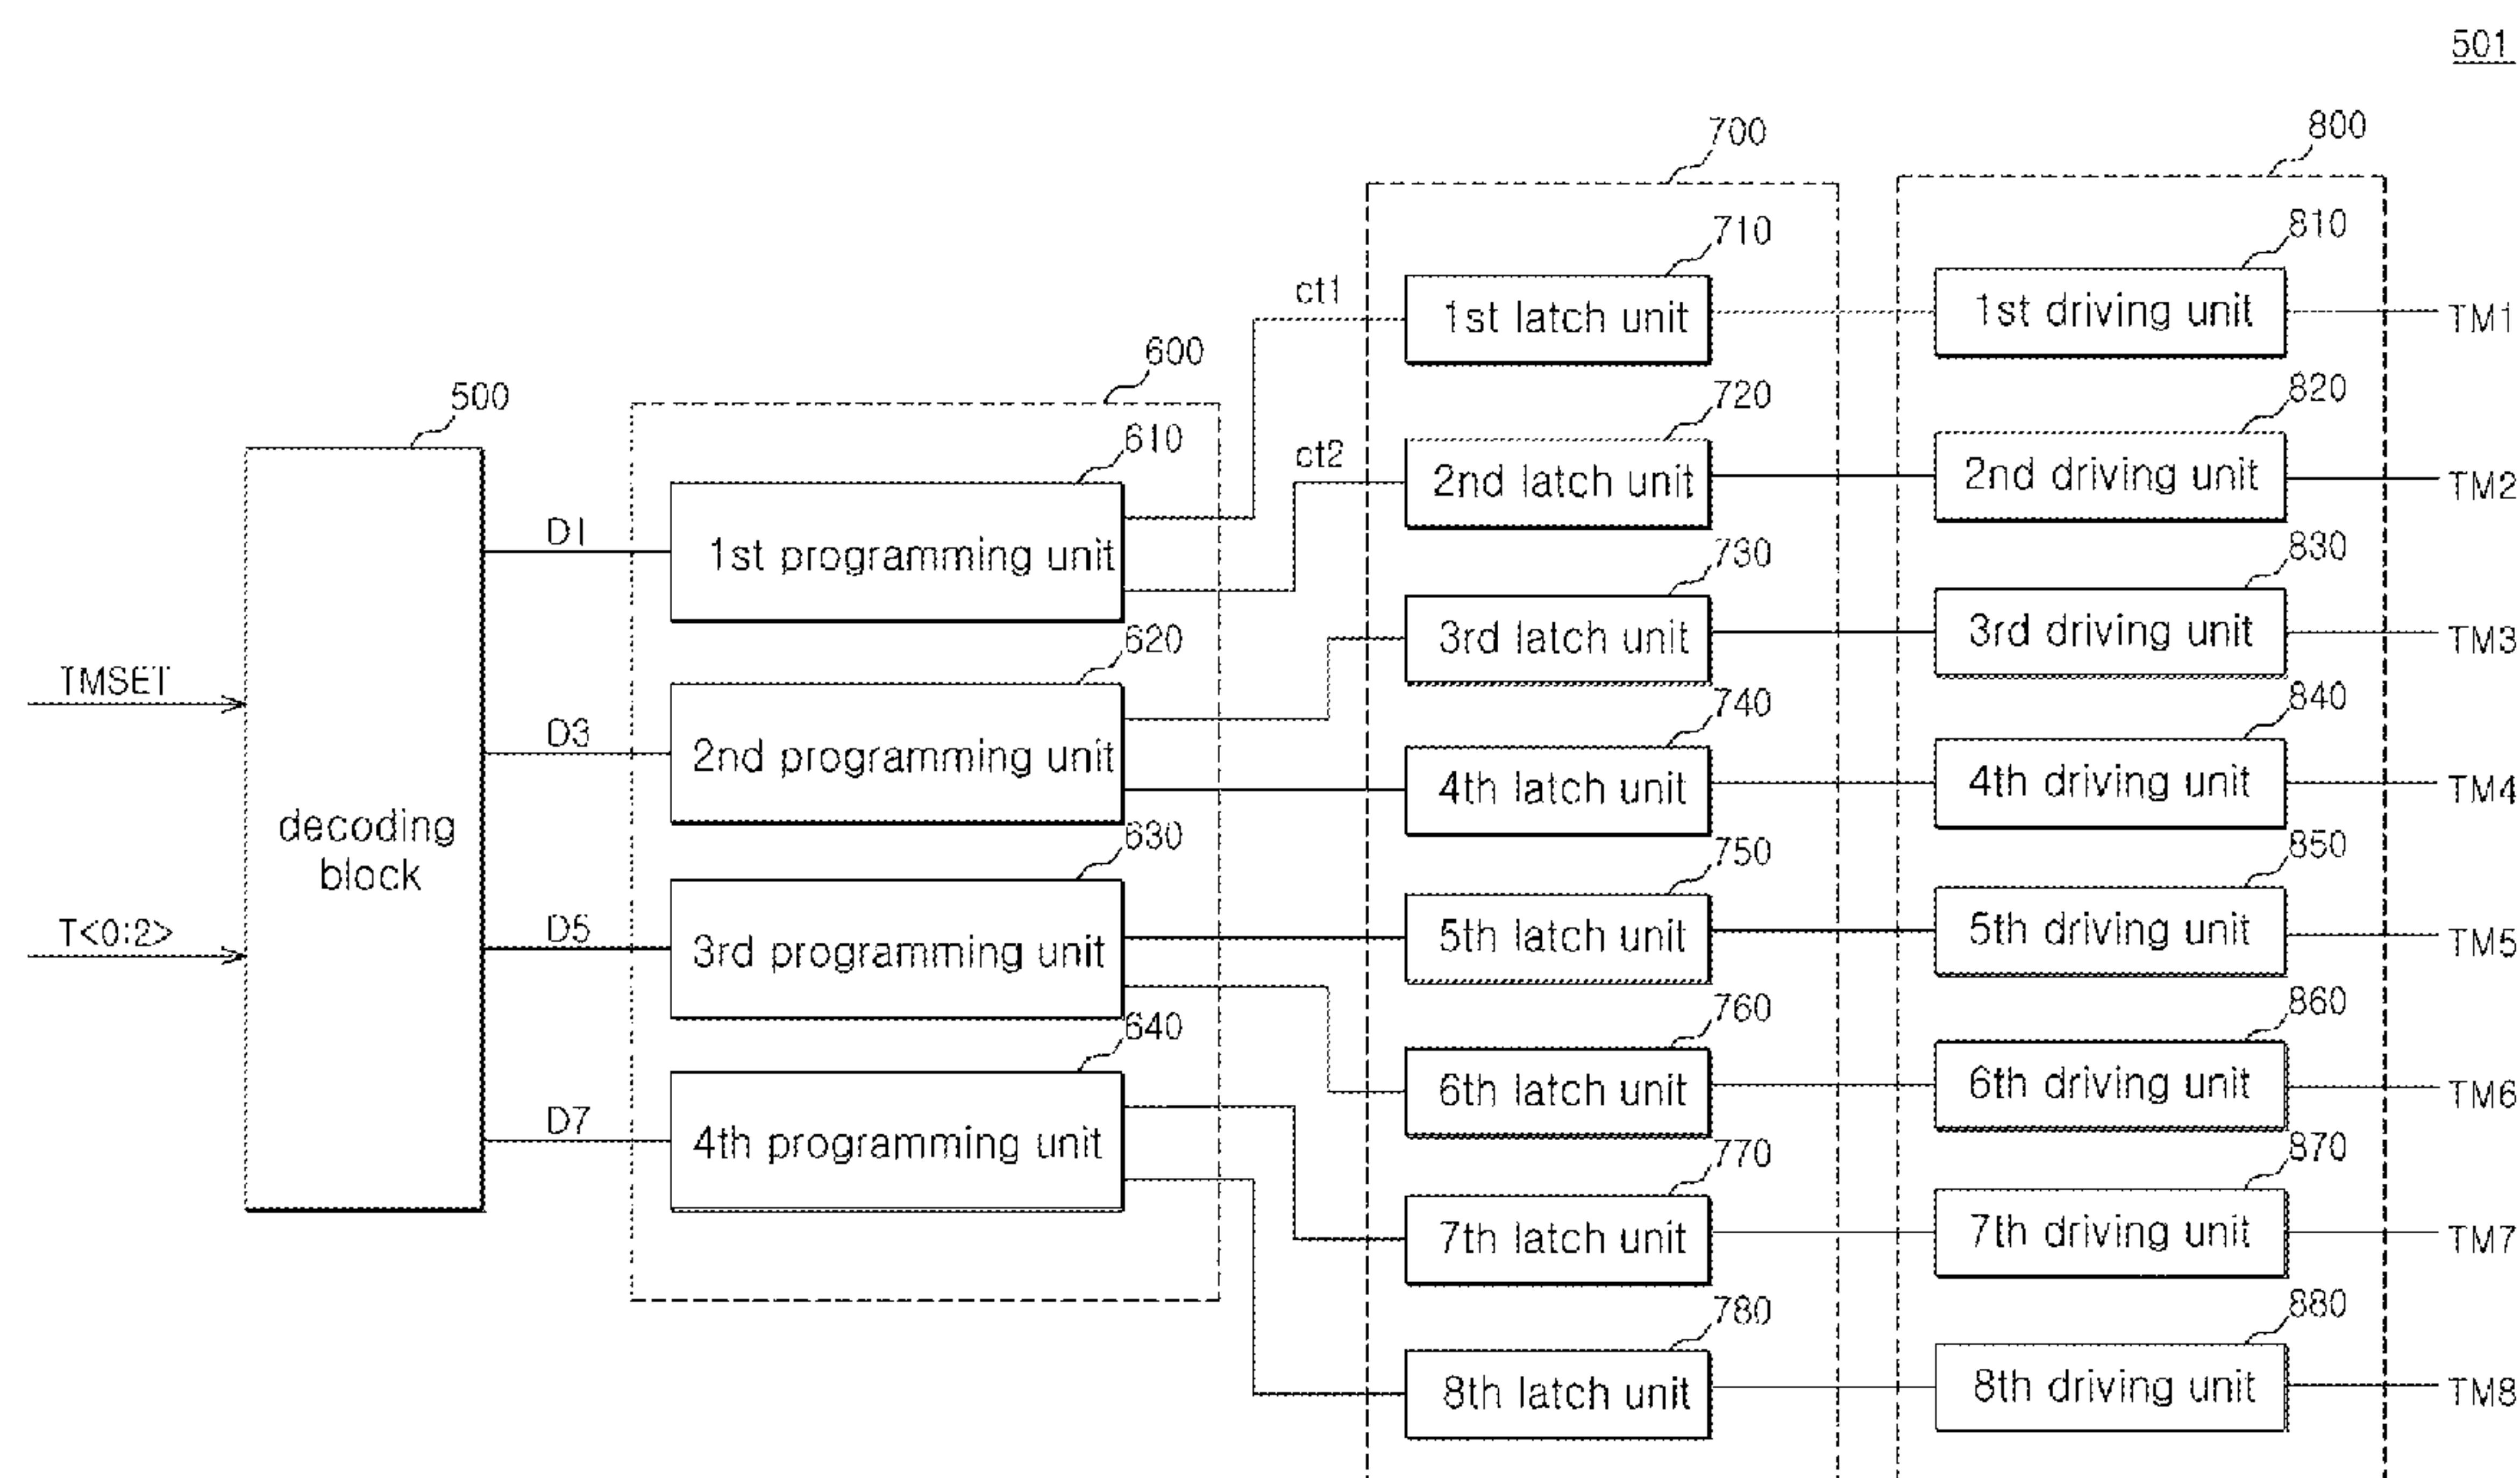 501
700
800
710
810
ct1
1st latch unit
1st driving unit
TM1
600
500
720
820
610
ct2
2nd latch unit
2nd driving unit
TM2
D1
1st programming unit
730
830
620
3rd latch unit
3rd driving unit
TM3
TMSET
740
840
D3
2nd programming unit
4th latch unit
4th driving unit
TM4
decoding
block
630
750
850
T<0:2>
D5
3rd programming unit
5th latch unit
5th driving unit
TM5
640
760
860
6th latch unit
6th driving unit
TM6
D7
4th programming unit
770
870
7th latch unit
7th driving unit
TM7
780
880
8th latch unit
8th driving unit
TM8